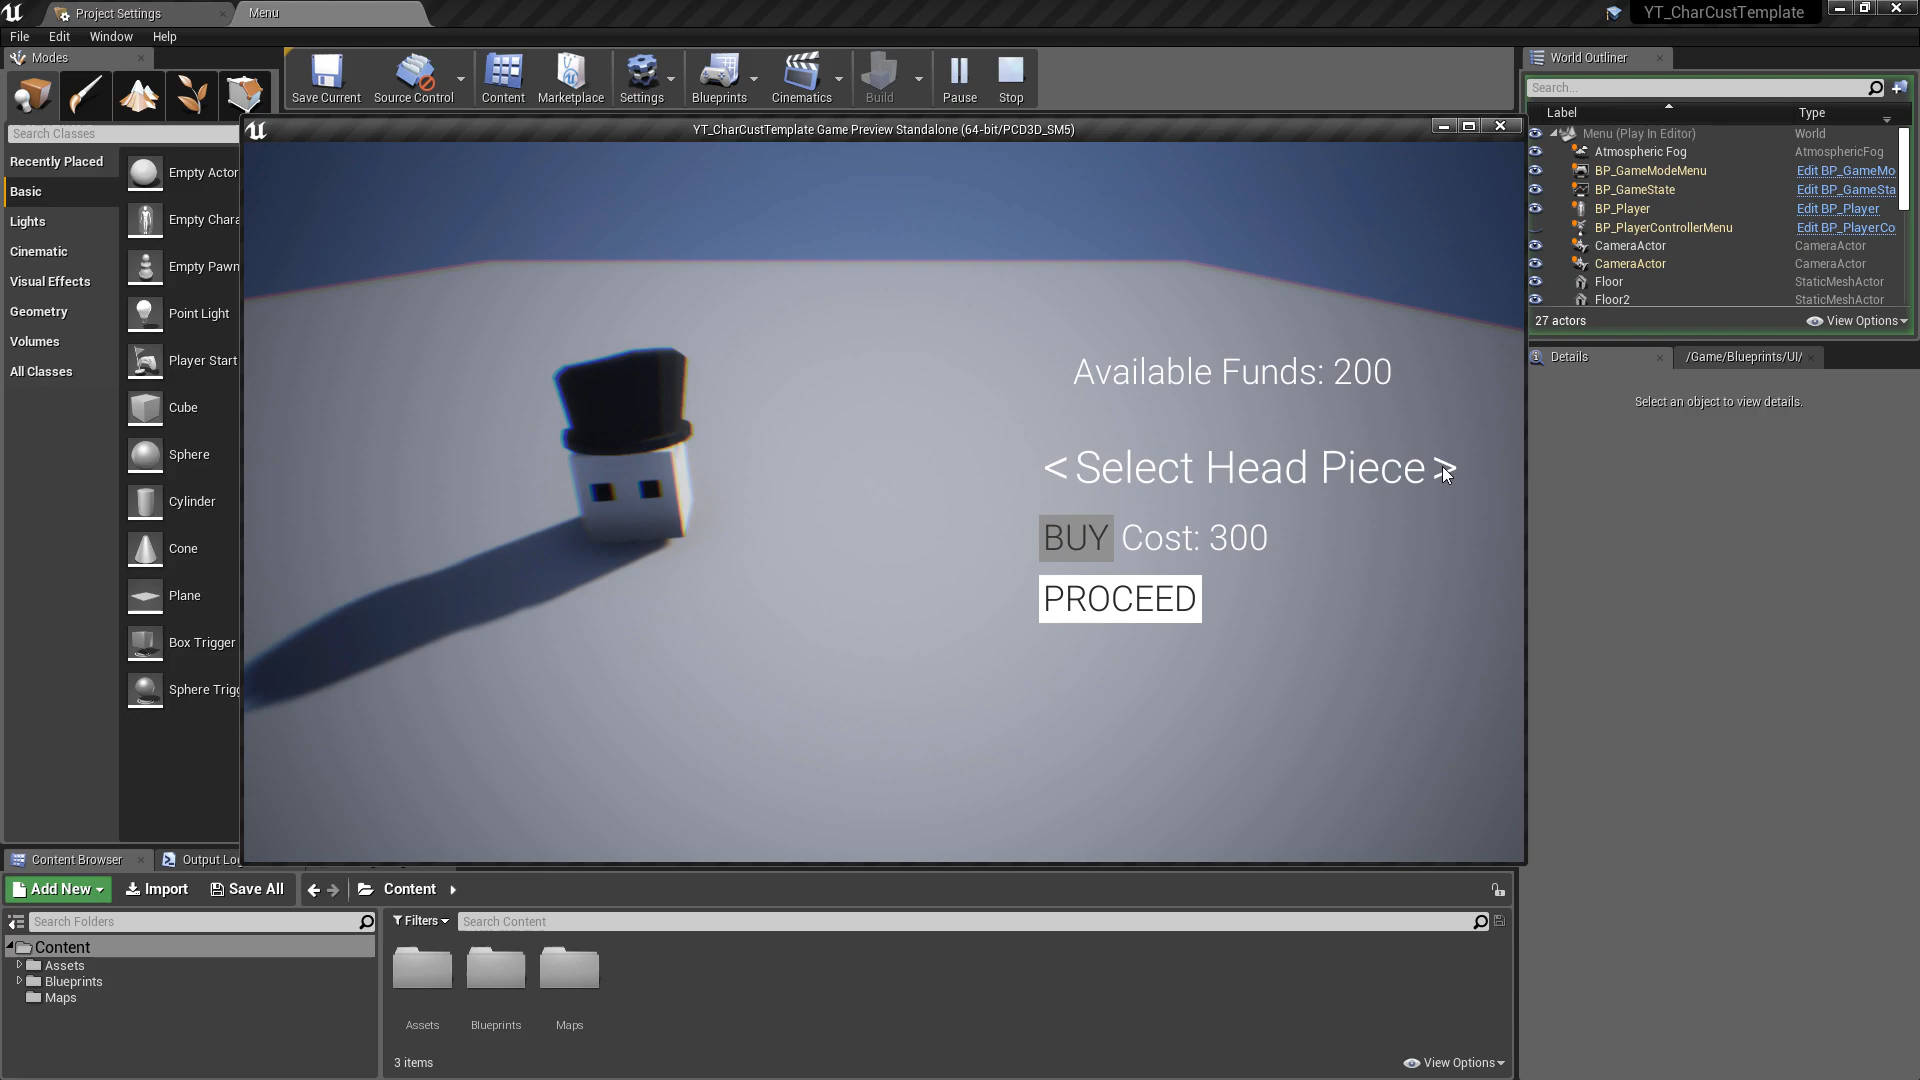 Project Settings
Menu
YT_CharCustTemplate
File Edit Window Help
Modes
Save Current
Source Control
Content
Marketplace
Settings
Blueprints
Cinematics
Build
Pause
Stop
World Outliner
Search...
Label Type
Menu (Play In Editor) World
Atmospheric Fog AtmosphericFog
BP_GameModeMenu Edit BP_GameMo
BP_GameState Edit BP_GameSta
BP_Player Edit BP_Player
BP_PlayerControllerMenu Edit BP_PlayerCo
CameraActor CameraActor
CameraActor CameraActor
Floor StaticMeshActor
Floor2 StaticMeshActor
27 actors View Options
Details
/Game/Blueprints/UI/
Select an object to view details.
Search Classes
Recently Placed
Basic
Lights
Cinematic
Visual Effects
Geometry
Volumes
All Classes
Empty Actor
Empty Chara
Empty Pawn
Point Light
Player Start
Cube
Sphere
Cylinder
Cone
Plane
Box Trigger
Sphere Trigg
YT_CharCustTemplate Game Preview Standalone (64-bit/PCD3D_SM5)
Available Funds: 200
< Select Head Piece >
BUY Cost: 300
PROCEED
Content Browser
Output Log
Add New Import Save All Content
Search Folders
Filters
Search Content
Content
Assets
Blueprints
Maps
Assets
Blueprints
Maps
3 items
View Options